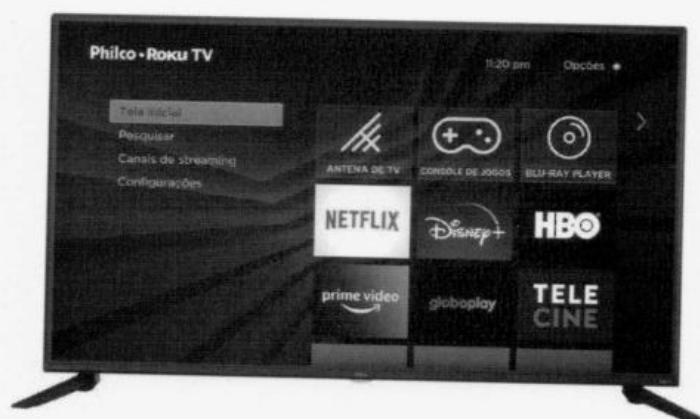 Philco • Roku TV
11:20 pm Opções
Tela inicial
Pesquisar
Canais de streaming
Configurações
ANTENA DE TV
CONSOLE DE JOGOS
BLU-RAY PLAYER
NETFLIX
Disney+
HBO
prime video
globoplay
TELE
CINE